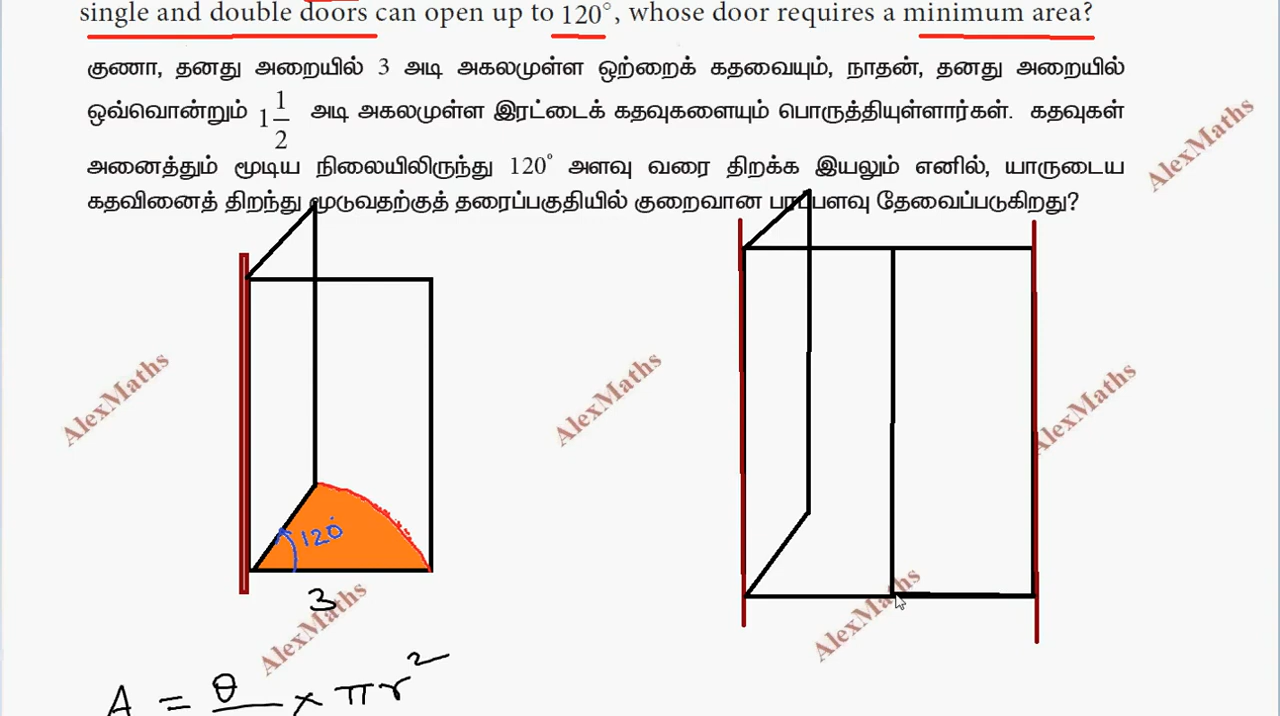 single and double doors can open up to 120°, whose door requires a minimum area?
குணா, தனது அறையில் 3 அடி அகலமுள்ள ஒற்றைக் கதவையும், நாதன், தனது அறையில்
ஒவ்வொன்றும் 1 1/2 அடி அகலமுள்ள இரட்டைக் கதவுகளையும் பொருத்தியுள்ளார்கள். கதவுகள்
அனைத்தும் மூடிய நிலையிலிருந்து 120° அளவு வரை திறக்க இயலும் எனில், யாருடைய
கதவினைத் திறந்து மூடுவதற்குத் தரைப்பகுதியில் குறைவான பரப்பளவு தேவைப்படுகிறது?
AlexMaths
AlexMaths
AlexMaths
AlexMaths
120°
3
AlexMaths
AlexMaths
A = θ × πr²